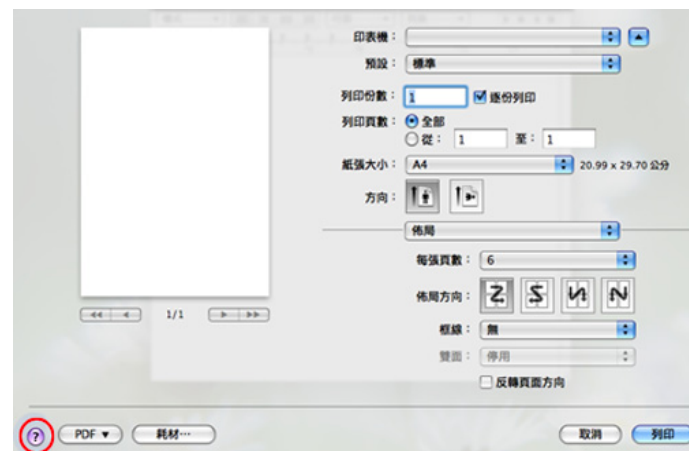 印表機：
預設： 標準
列印份數： 1 逐份列印
列印頁數： 全部
從： 1 至： 1
紙張大小： A4 20.99 x 29.70 公分
方向：
佈局
每張頁數： 6
佈局方向：
框線： 無
雙面： 停用
反轉頁面方向
1/1
? PDF ▼ 耗材⋯ 取消 列印